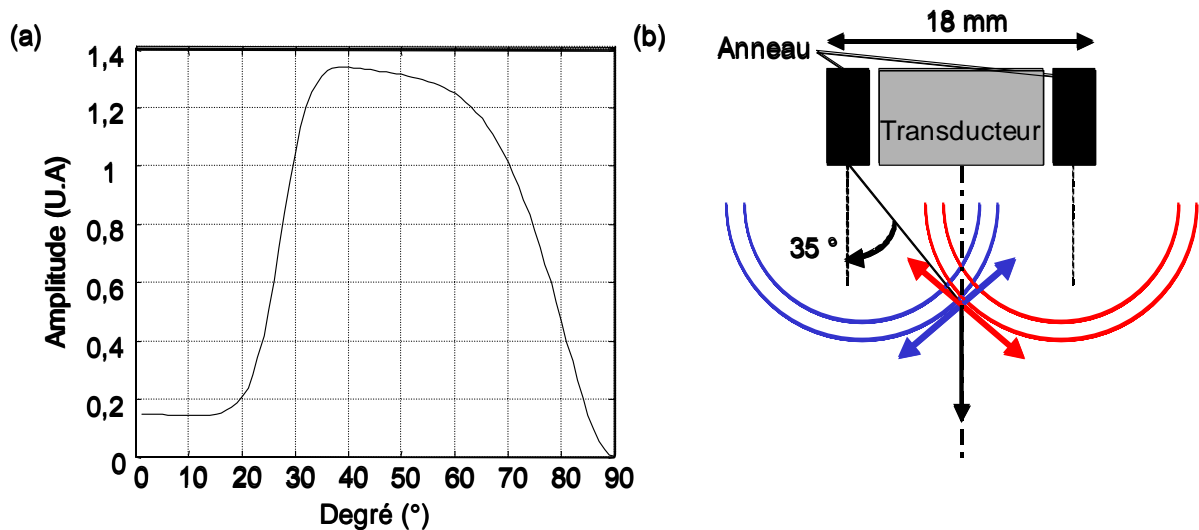 (a)
1,4
1,2
1
0,8
0,6
0,4
0,2
0
Amplitude (U.A)
0 10 20 30 40 50 60 70 80 90
Degré (°)
(b)
18 mm
Anneau
Transducteur
35 °